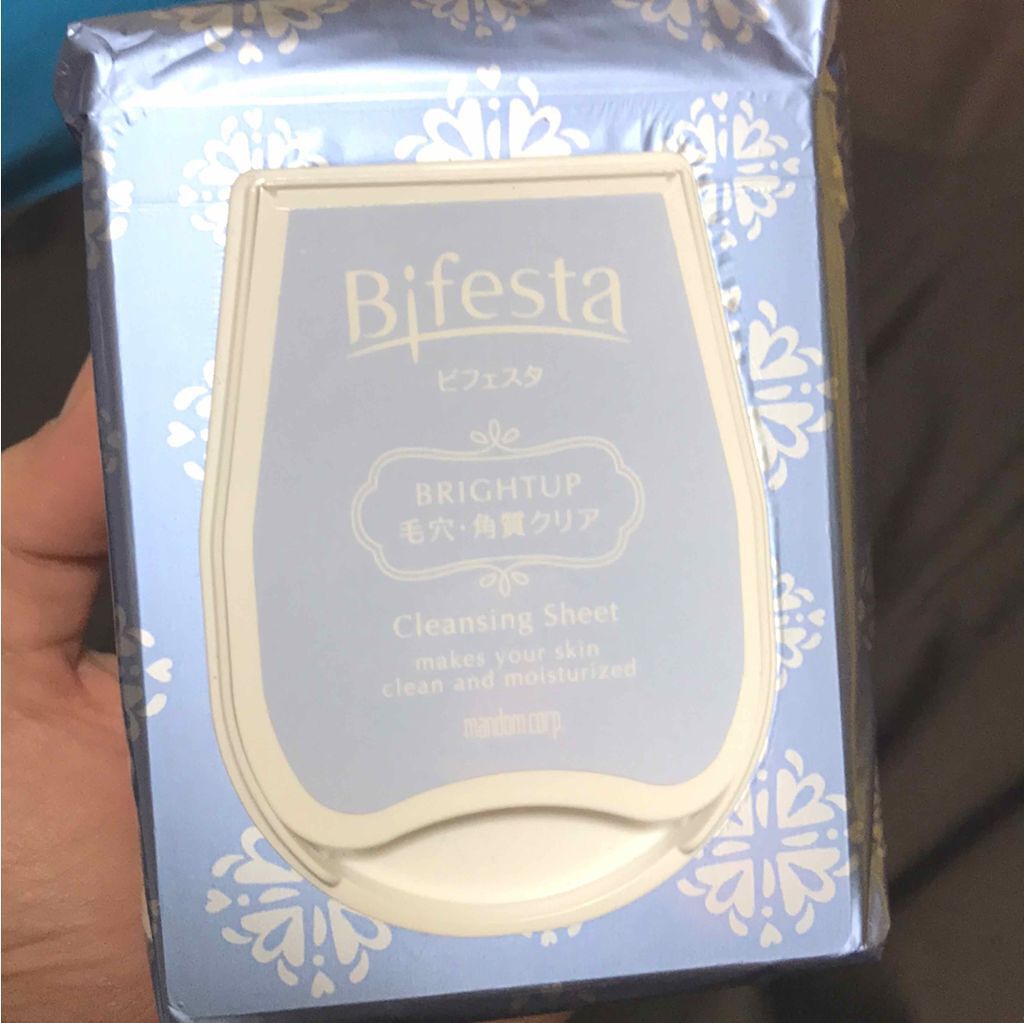 Bifesta
ビフェスタ
BRIGHTUP
毛穴・角質クリア
Cleansing Sheet
makes your skin
clean and moisturized
mandom corp.